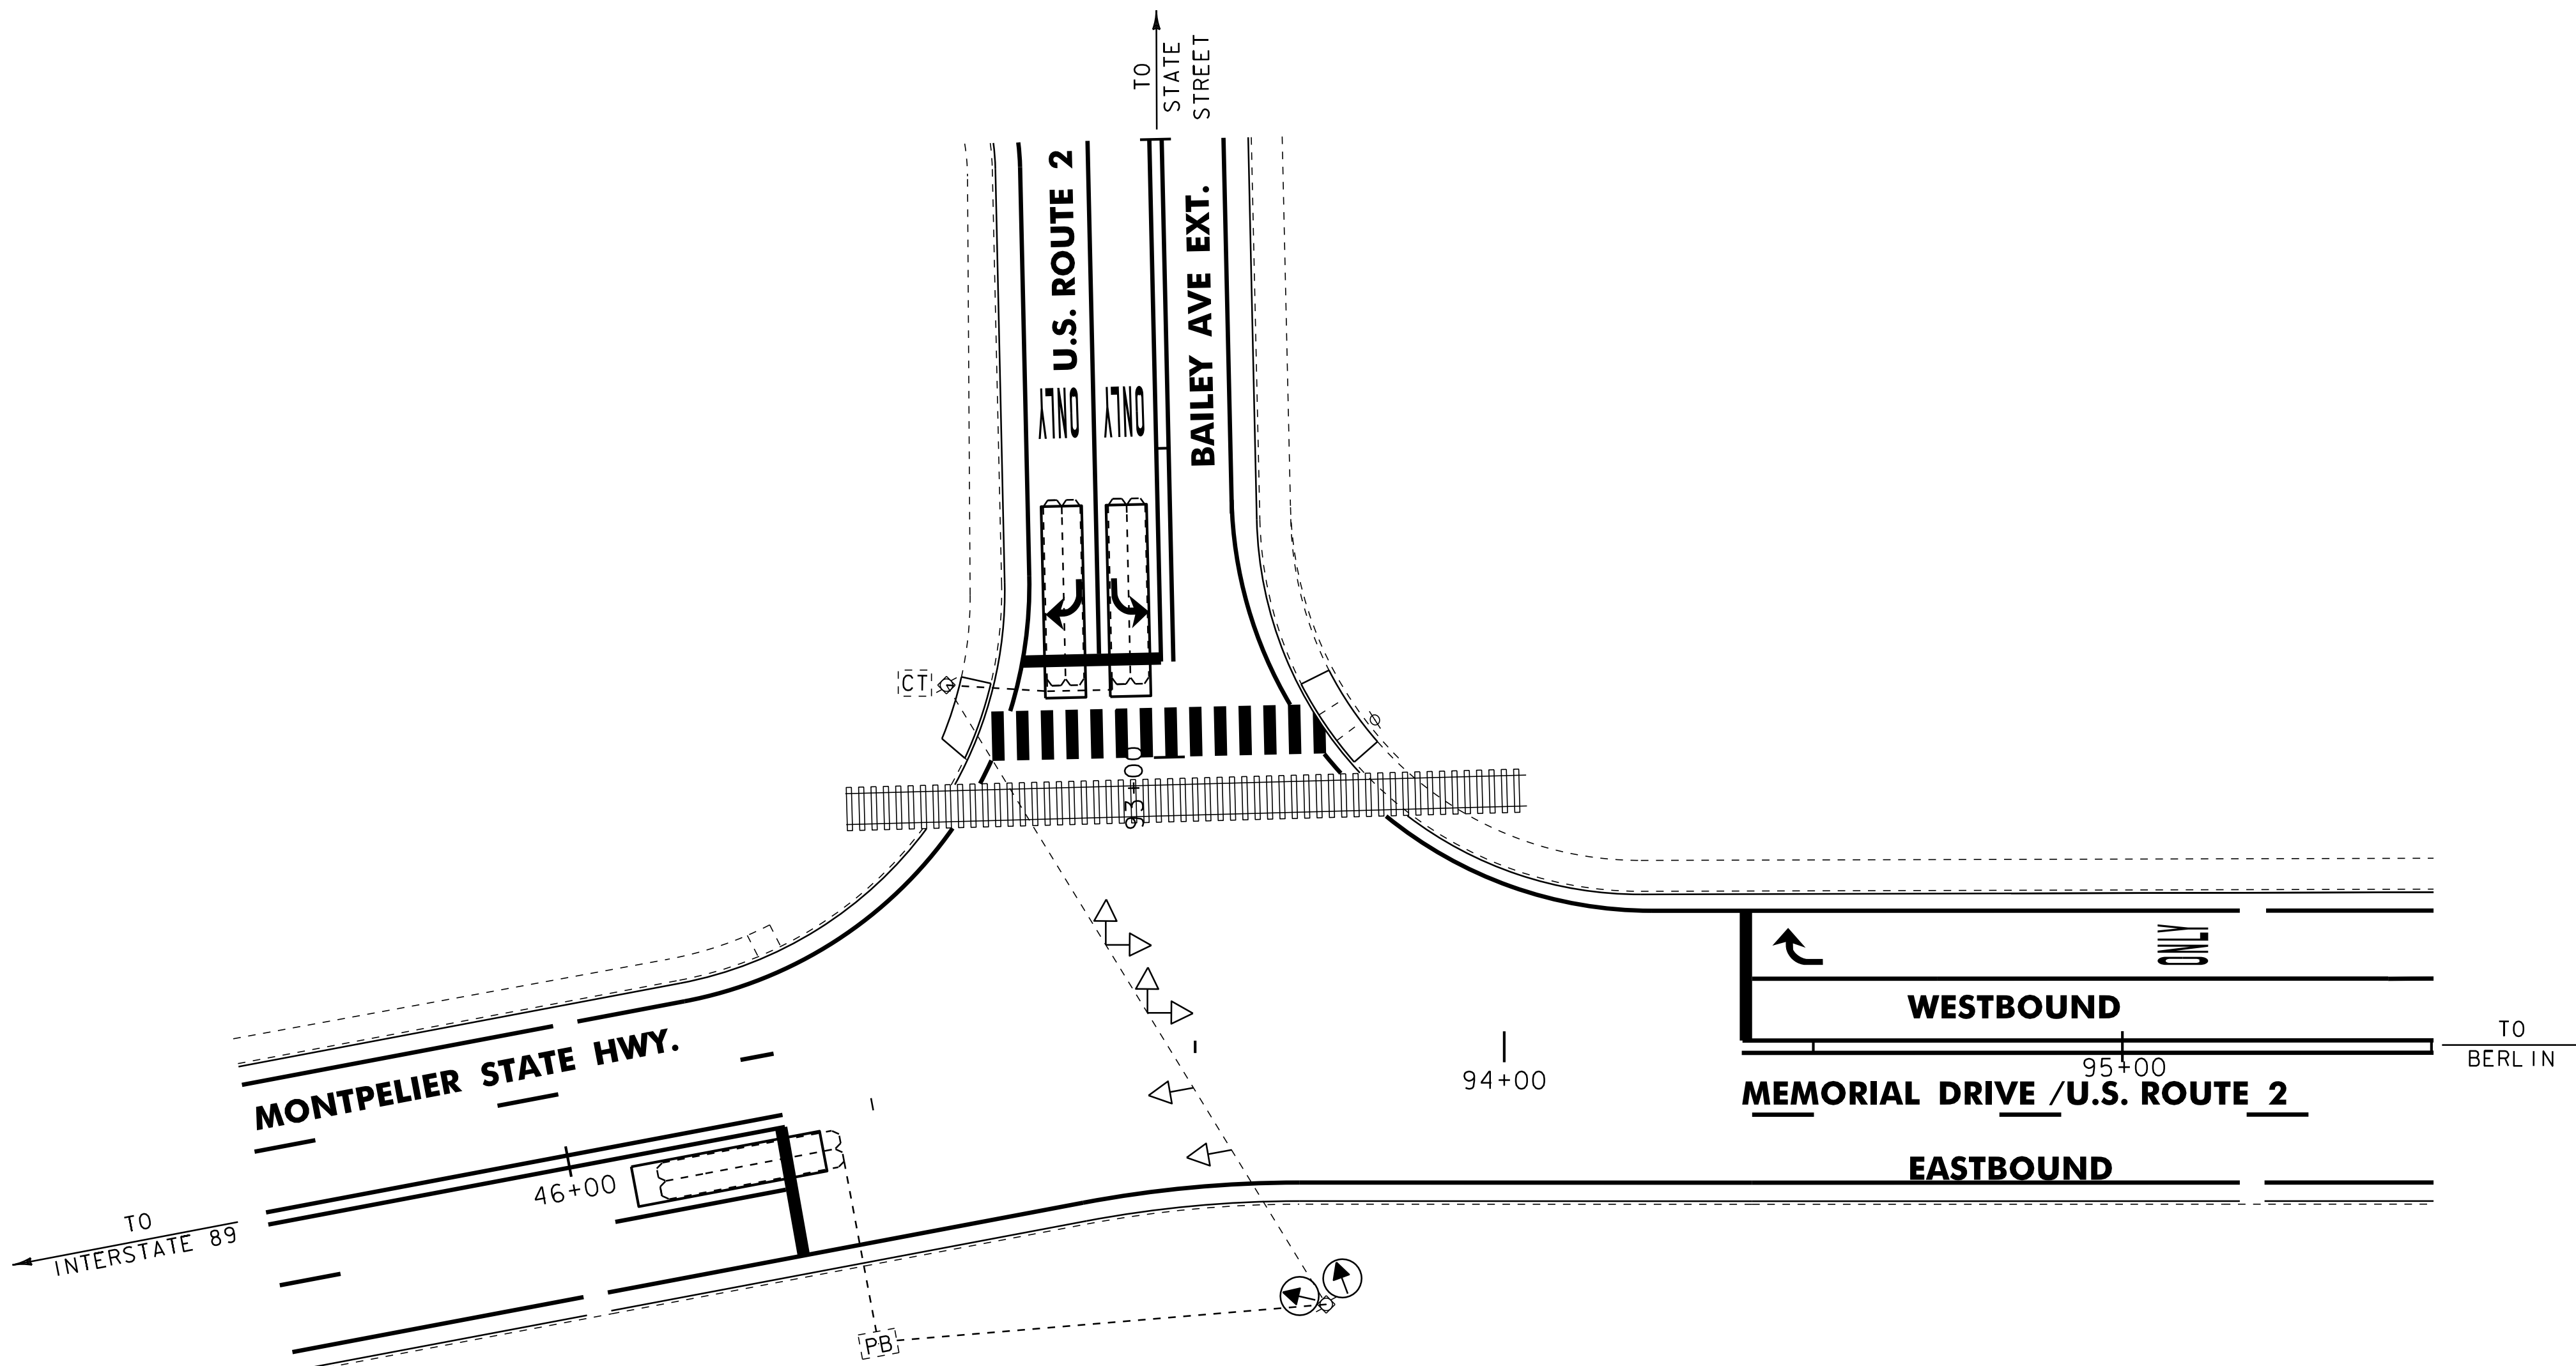 TO
STATE
STREET
U.S. ROUTE 2
BAILEY AVE EXT.
ONLY
ONLY
CT
93+00
ONLY
WESTBOUND
TO
BERLIN
MONTPELIER STATE HWY.
94+00
95+00
MEMORIAL DRIVE /U.S. ROUTE 2
EASTBOUND
46+00
TO
INTERSTATE 89
PB